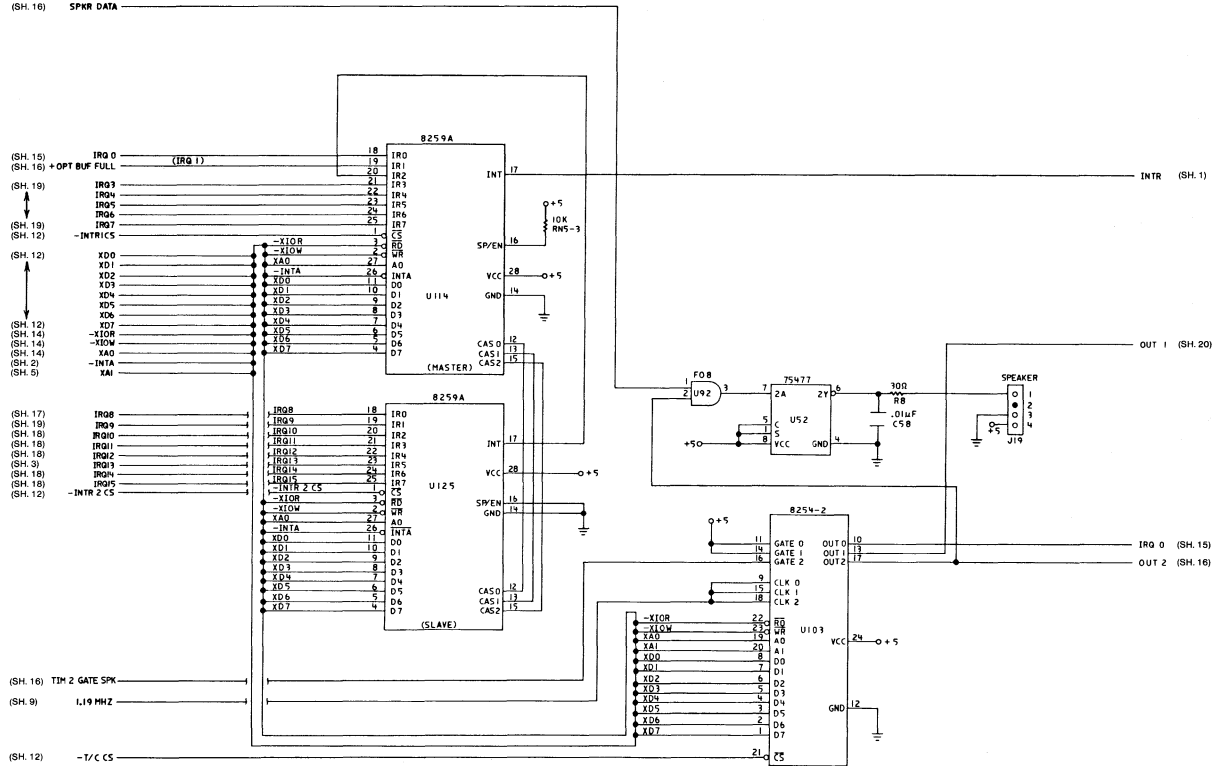 (SH. 16) SPKR DATA
8259A
(SH. 15) IRQ 0 18 IR0
(SH. 16) +OPT BUF FULL (IRQ 1) 19 IR1
20 IR2
(SH. 19) IRQ3 21 IR3
IRQ4 22 IR4
IRQ5 23 IR5
IRQ6 24 IR6
(SH. 19) IRQ7 25 IR7
(SH. 12) -INTR1CS 1 CS
INT 17
INTR (SH. 1)
+5
10K
RN5-3
SP/EN 16
VCC 28 +5
GND 14
U114
CAS0 12
CAS1 13
CAS2 15
(MASTER)
-XIOR 3 RD
-XIOW 2 WR
XA0 27 A0
-INTA 26 INTA
XD0 11 D0
XD1 10 D1
XD2 9 D2
XD3 8 D3
XD4 7 D4
XD5 6 D5
XD6 5 D6
XD7 4 D7
(SH. 12) XD0
XD1
XD2
XD3
XD4
XD5
XD6
(SH. 12) XD7
(SH. 14) -XIOR
(SH. 14) -XIOW
(SH. 14) XA0
(SH. 2) -INTA
(SH. 5) XA1
8259A
(SH. 17) IRQ8 IRQ8 18 IR0
(SH. 19) IRQ9 IRQ9 19 IR1
(SH. 18) IRQ10 IRQ10 20 IR2
(SH. 18) IRQ11 IRQ11 21 IR3
(SH. 18) IRQ12 IRQ12 22 IR4
(SH. 3) IRQ13 IRQ13 23 IR5
(SH. 18) IRQ14 IRQ14 24 IR6
(SH. 18) IRQ15 IRQ15 25 IR7
(SH. 12) -INTR 2 CS -INTR 2 CS 1 CS
-XIOR 3 RD
-XIOW 2 WR
XA0 27 A0
-INTA 26 INTA
XD0 11 D0
XD1 10 D1
XD2 9 D2
XD3 8 D3
XD4 7 D4
XD5 6 D5
XD6 5 D6
XD7 4 D7
INT 17
VCC 28 +5
U125
SP/EN 16
GND 14
CAS0 12
CAS1 13
CAS2 15
(SLAVE)
OUT 1 (SH. 20)
F08
1
2
U92
3
75477
7 2A 2Y 6
U52
5 C
1 S
+5 8 VCC GND 4
30Ω
R8
.01µF
C58
SPEAKER
1
2
3
4
+5
J19
8254-2
+5
11 GATE 0
14 GATE 1
16 GATE 2
OUT0 10
OUT1 13
OUT2 17
IRQ 0 (SH. 15)
OUT 2 (SH. 16)
9 CLK 0
15 CLK 1
18 CLK 2
-XIOR 22 RD
-XIOW 23 WR
XA0 19 A0
XA1 20 A1
XD0 8 D0
XD1 7 D1
XD2 6 D2
XD3 5 D3
XD4 4 D4
XD5 3 D5
XD6 2 D6
XD7 1 D7
U103
VCC 24 +5
GND 12
21 CS
(SH. 16) TIM 2 GATE SPK
(SH. 9) 1.19 MHZ
(SH. 12) -T/C CS